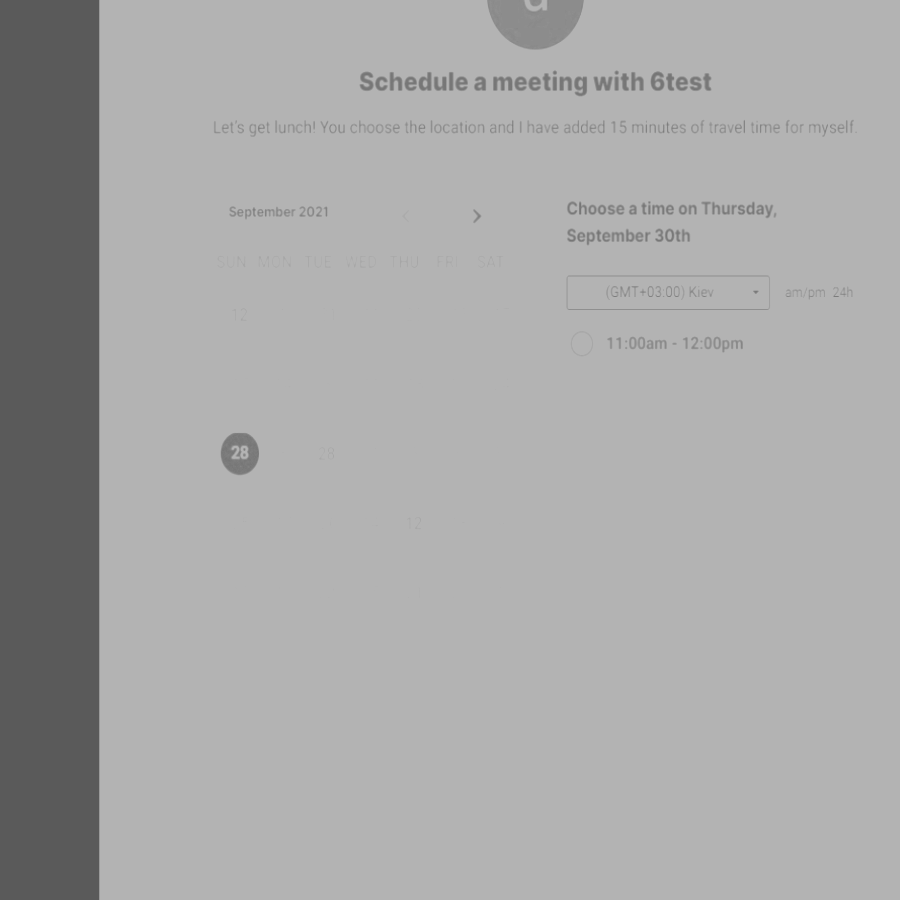 Schedule a meeting with 6test
Let's get lunch! You choose the location and I have added 15 minutes of travel time for myself.
September 2021
SUN MON TUE WED THU FRI SAT
12
28 28
12
Choose a time on Thursday,
September 30th
(GMT+03:00) Kiev
am/pm 24h
11:00am - 12:00pm